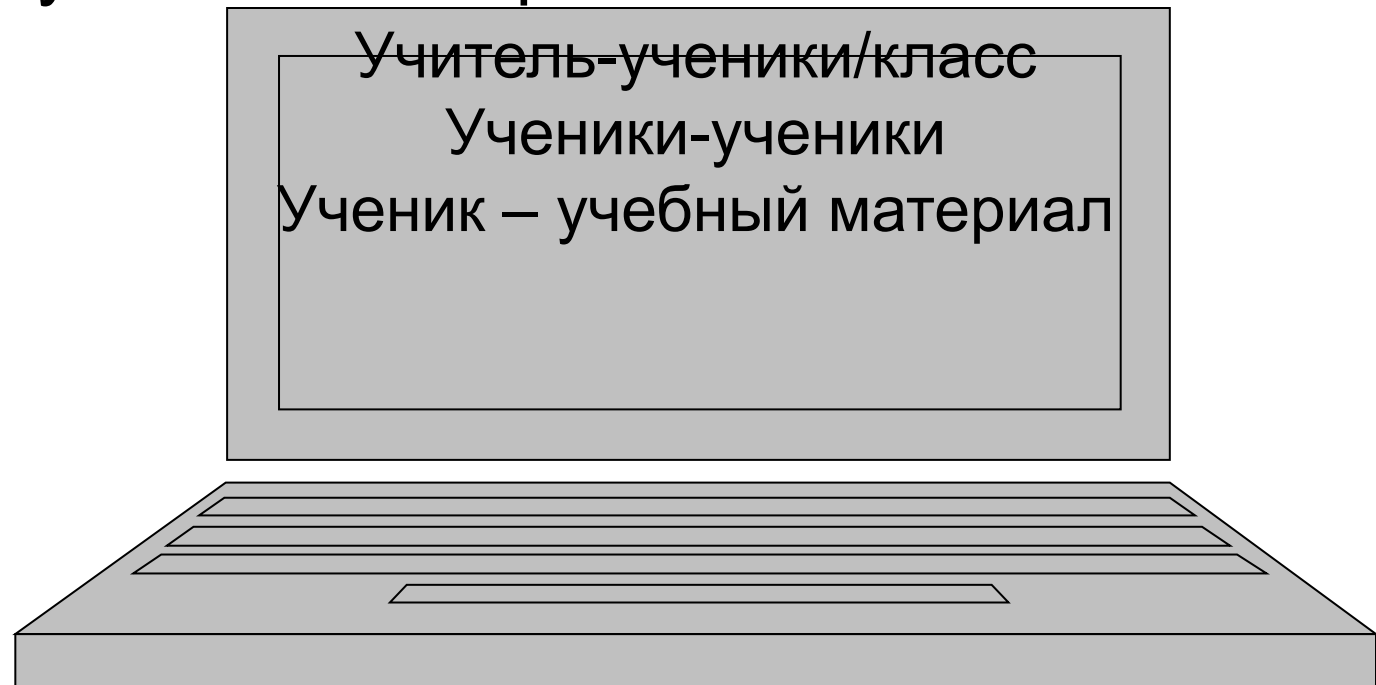 Учитель-ученики/класс
Ученики-ученики
Ученик – учебный материал